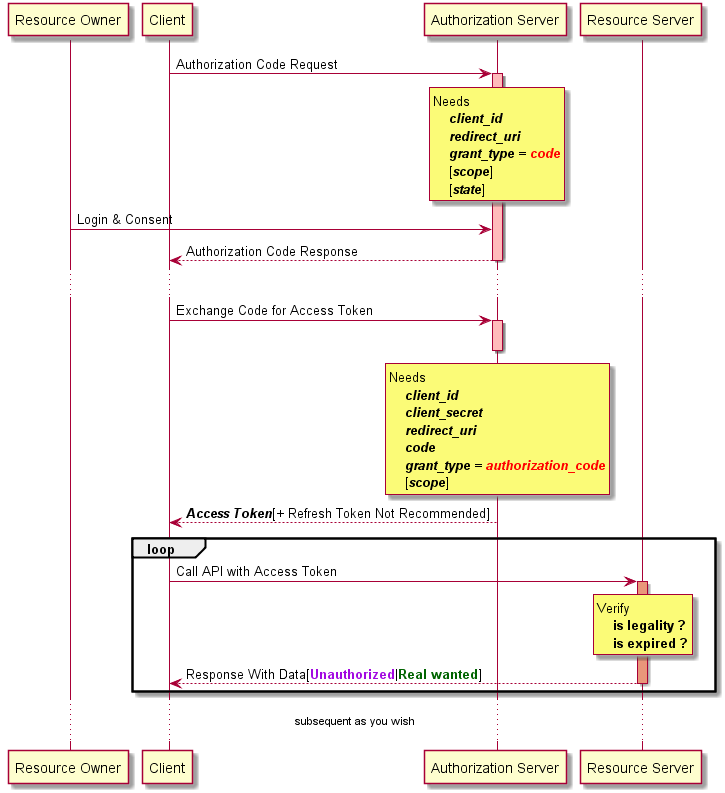 Resource Owner
Client
Authorization Server
Resource Server
Authorization Code Request
Needs
client_id
redirect_uri
grant_type = code
[scope]
[state]
Login & Consent
Authorization Code Response
Exchange Code for Access Token
Needs
client_id
client_secret
redirect_uri
code
grant_type = authorization_code
[scope]
Access Token[+ Refresh Token Not Recommended]
loop
Call API with Access Token
Verify
is legality ?
is expired ?
Response With Data[Unauthorized|Real wanted]
subsequent as you wish
Resource Owner
Client
Authorization Server
Resource Server